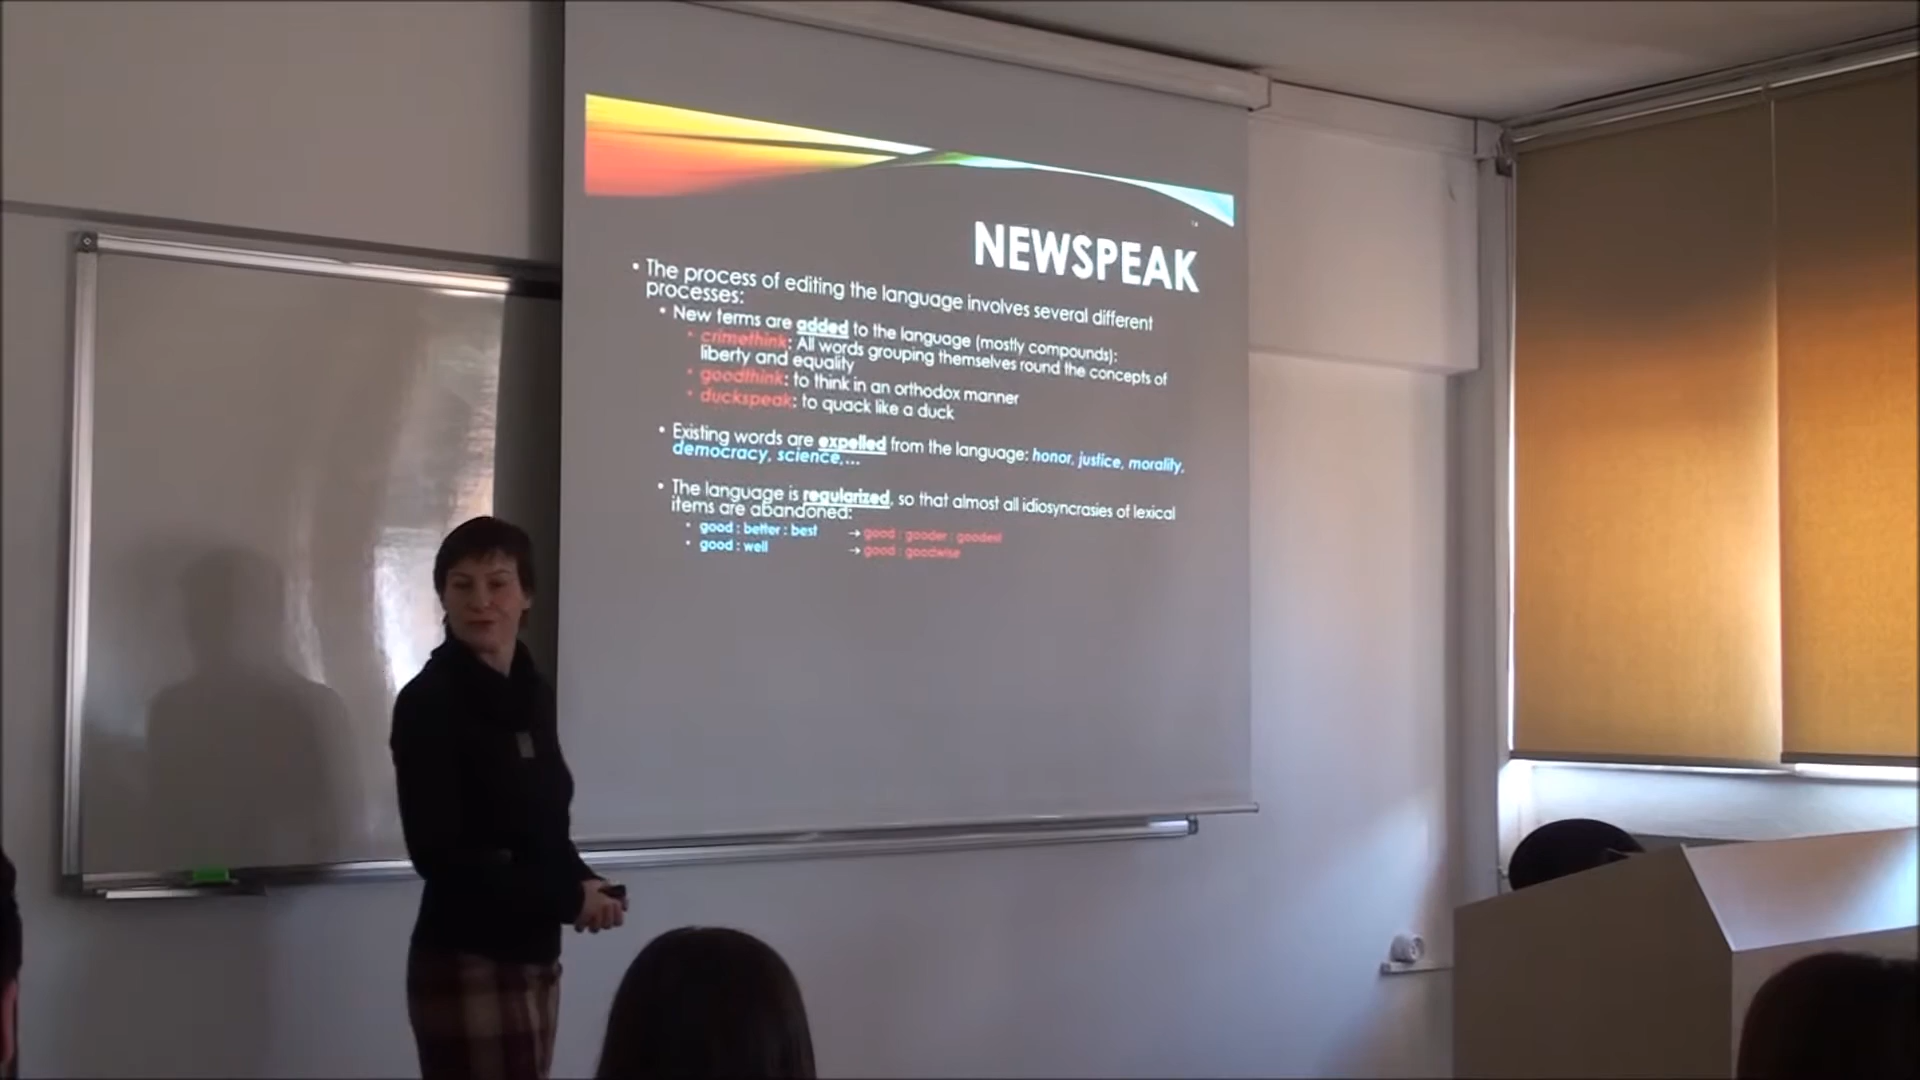 NEWSPEAK
• The process of editing the language involves several different
processes:
• New terms are added to the language (mostly compounds):
• crimethink: All words grouping themselves round the concepts of
liberty and equality
• goodthink: to think in an orthodox manner
• duckspeak: to quack like a duck
• Existing words are expelled from the language: honor, justice, morality,
democracy, science,...
• The language is regularized, so that almost all idiosyncrasies of lexical
items are abandoned:
• good : better : best → good : gooder : goodest
• good : well → good : goodwise